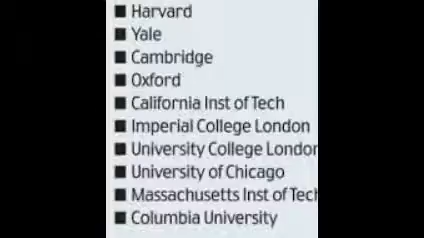 ■ Harvard
■ Yale
■ Cambridge
■ Oxford
■ California Inst of Tech
■ Imperial College London
■ University College London
■ University of Chicago
■ Massachusetts Inst of Tech
■ Columbia University